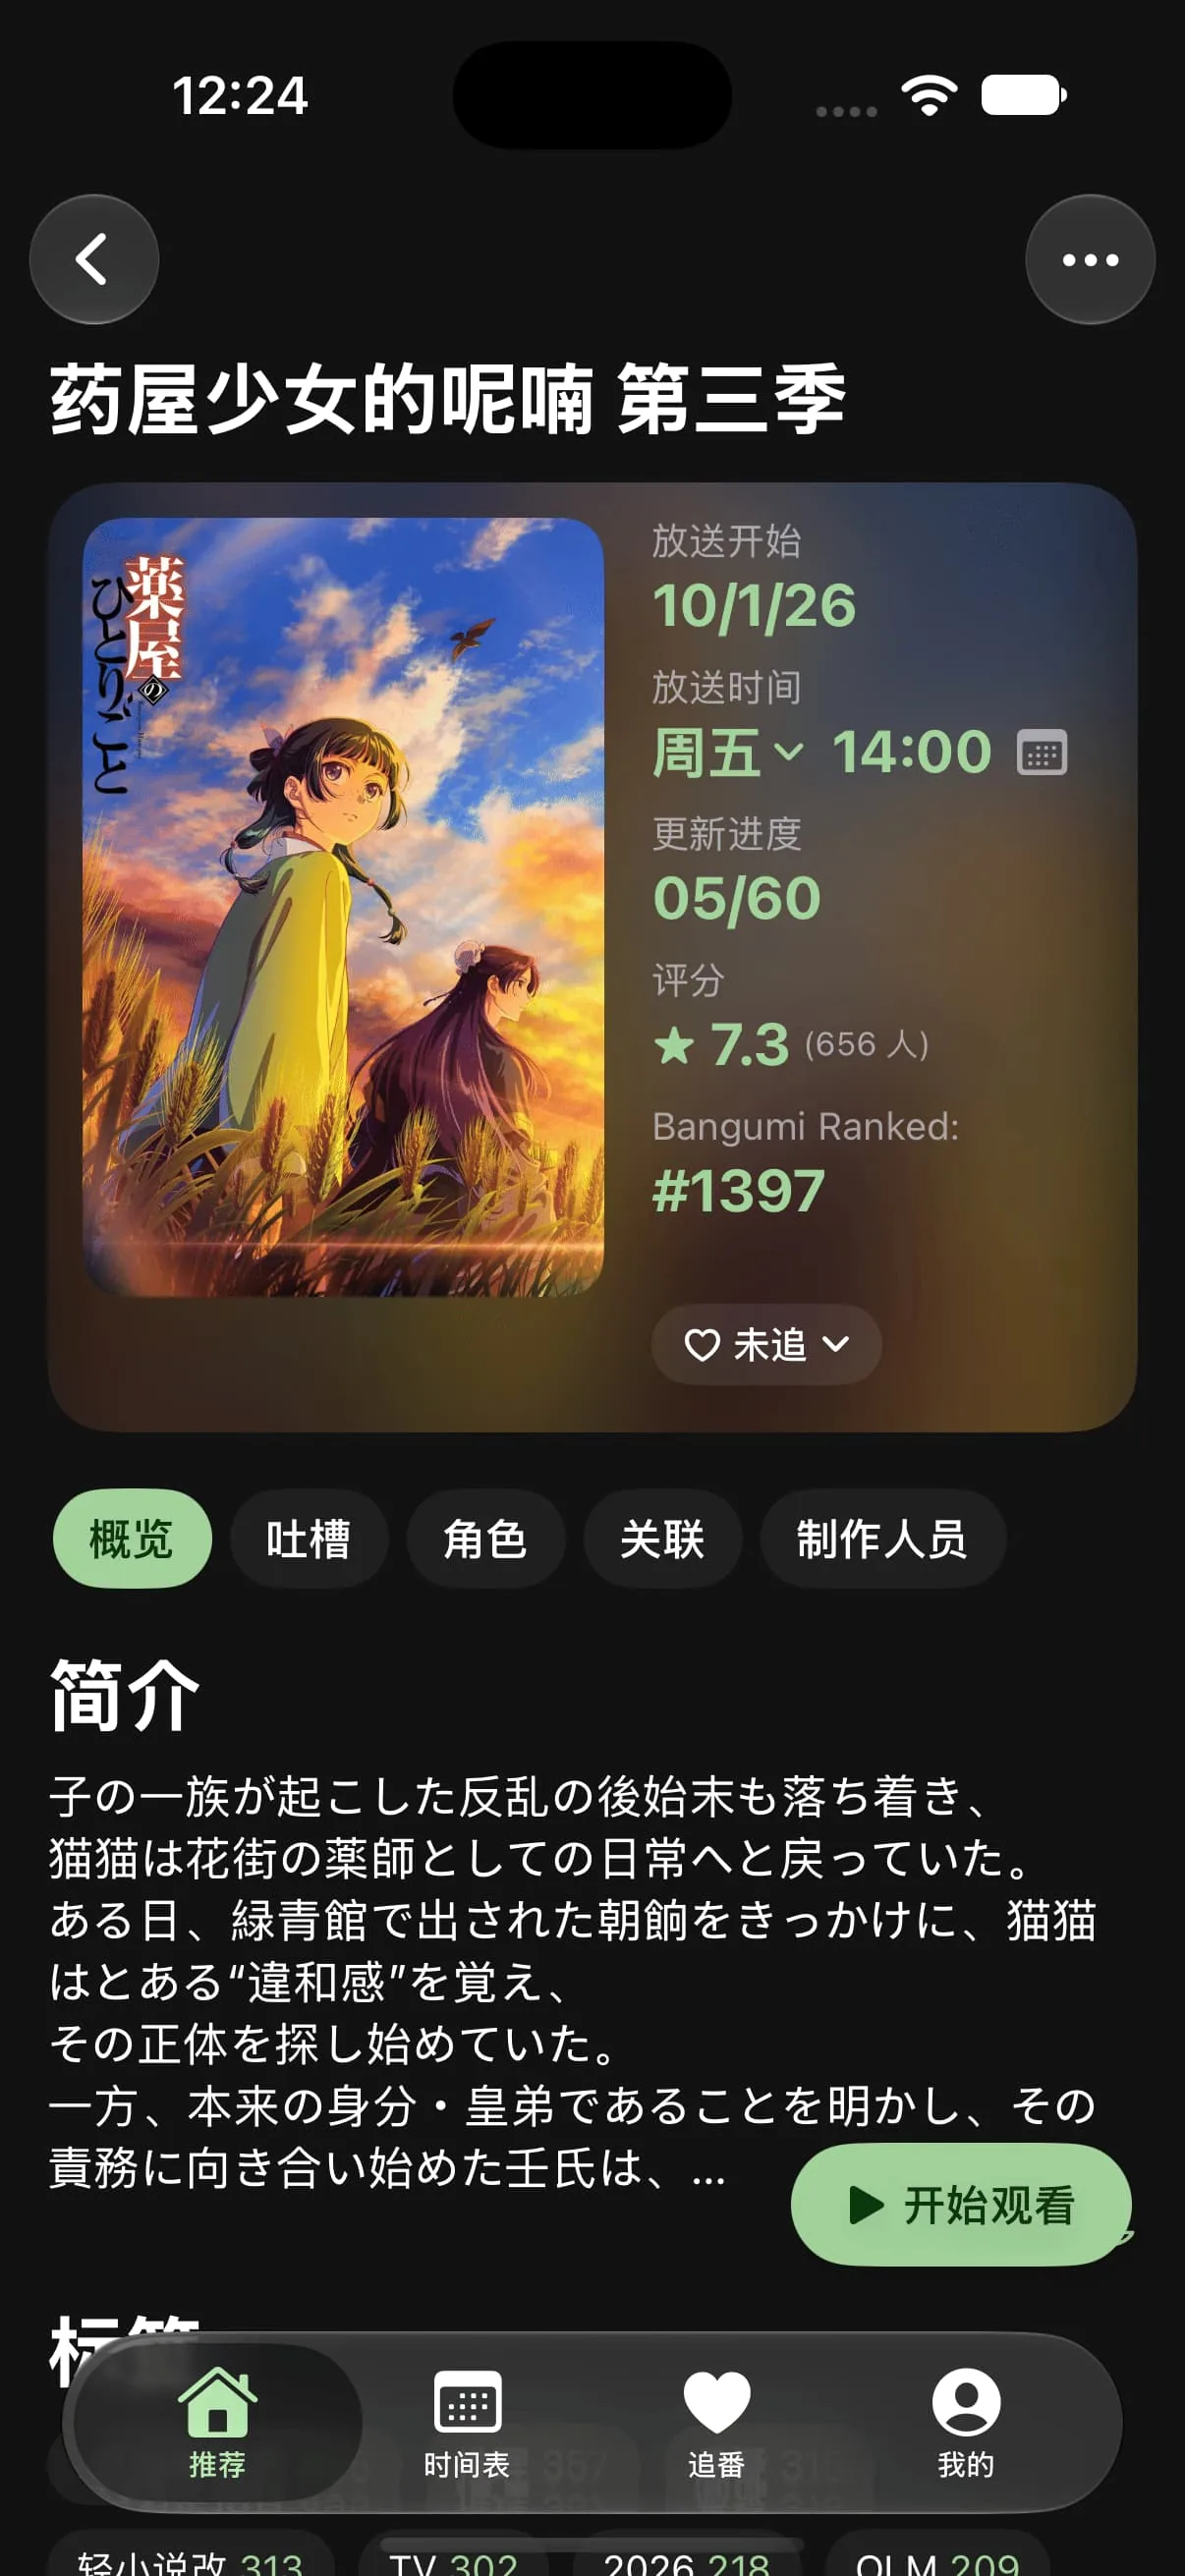 12:24
药屋少女的呢喃 第三季
薬屋の
ひとりごと
放送开始
10/1/26
放送时间
周五 14:00
更新进度
05/60
评分
★ 7.3 (656 人)
Bangumi Ranked:
#1397
未追
概览 吐槽 角色 关联 制作人员
简介
子の一族が起こした反乱の後始末も落ち着き、
猫猫は花街の薬師としての日常へと戻っていた。
ある日、緑青館で出された朝餉をきっかけに、猫猫
はとある“違和感”を覚え、
その正体を探し始めていた。
一方、本来の身分・皇弟であることを明かし、その
責務に向き合い始めた壬氏は、...
开始观看
标签
推荐 时间表 追番 我的
轻小说改 313 TV 302 2026 218 OLM 209